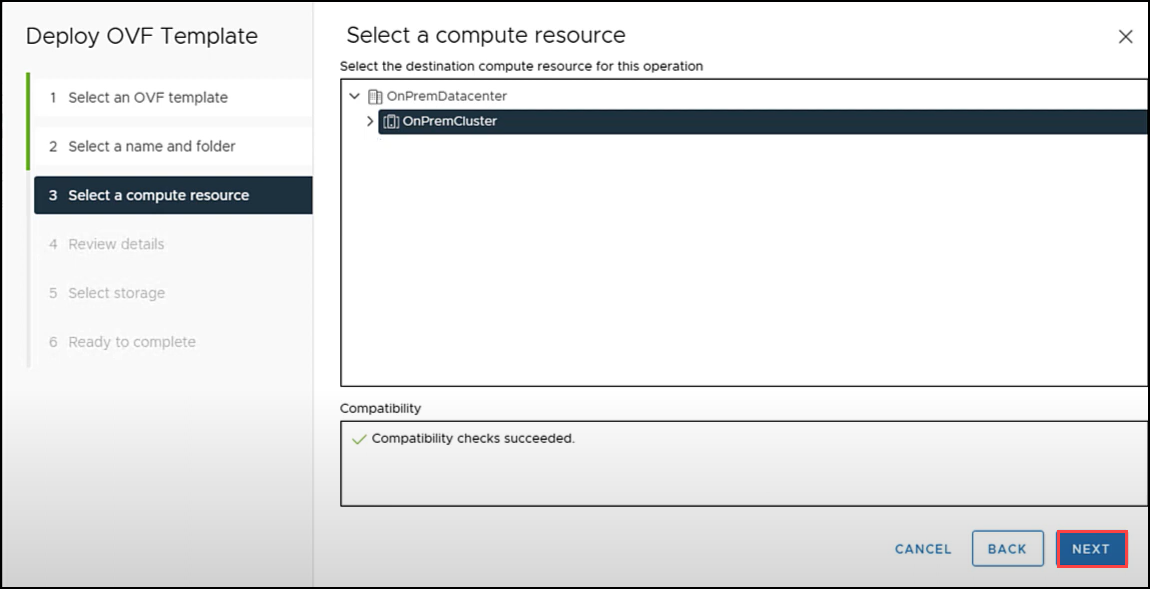 Deploy OVF Template
1 Select an OVF template
2 Select a name and folder
3 Select a compute resource
4 Review details
5 Select storage
6 Ready to complete
Select a compute resource
Select the destination compute resource for this operation
OnPremDatacenter
OnPremCluster
Compatibility
Compatibility checks succeeded.
CANCEL BACK NEXT